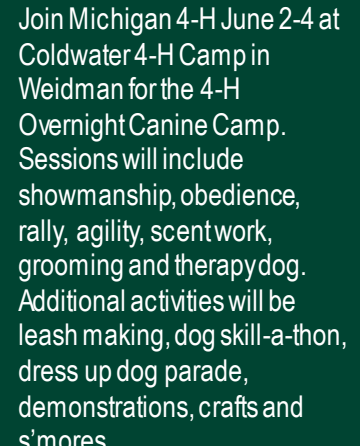 Join Michigan 4-H June 2-4 at
Coldwater 4-H Camp in
Weidman for the 4-H
Overnight Canine Camp.
Sessions will include
showmanship, obedience,
rally, agility, scent work,
grooming and therapy dog.
Additional activities will be
leash making, dog skill-a-thon,
dress up dog parade,
demonstrations, crafts and
s'mores